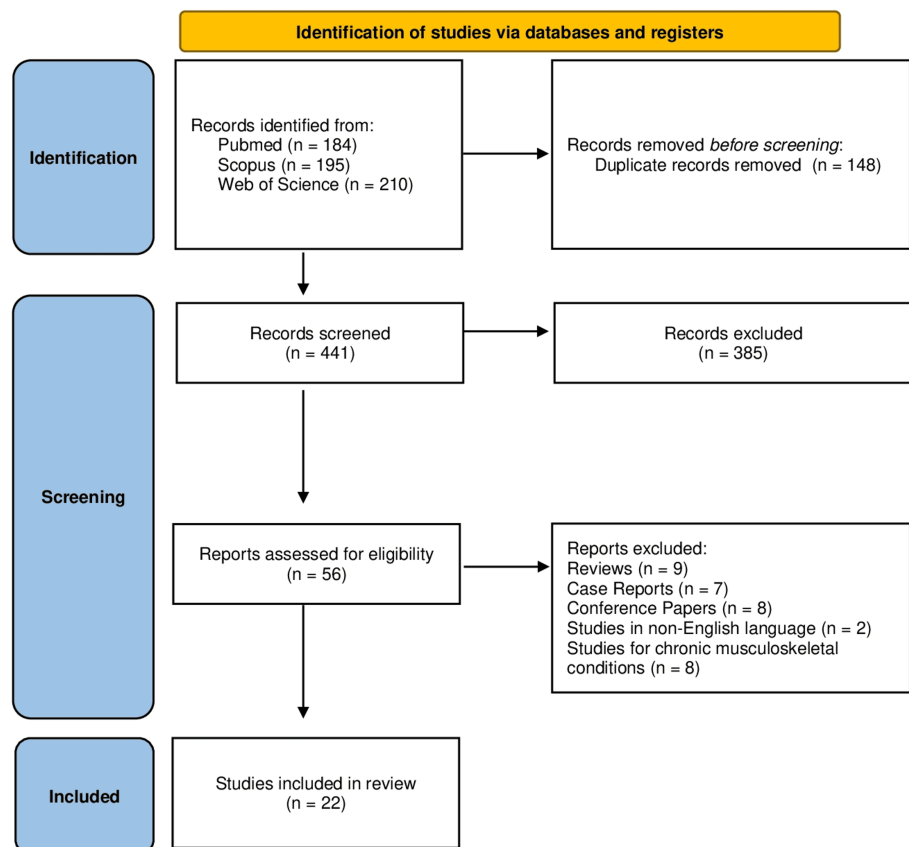 Identification of studies via databases and registers
Identification
Records identified from:
Pubmed (n = 184)
Scopus (n = 195)
Web of Science (n = 210)
Records removed before screening:
Duplicate records removed (n = 148)
Screening
Records screened
(n = 441)
Records excluded
(n = 385)
Reports assessed for eligibility
(n = 56)
Reports excluded:
Reviews (n = 9)
Case Reports (n = 7)
Conference Papers (n = 8)
Studies in non-English language (n = 2)
Studies for chronic musculoskeletal
conditions (n = 8)
Included
Studies included in review
(n = 22)